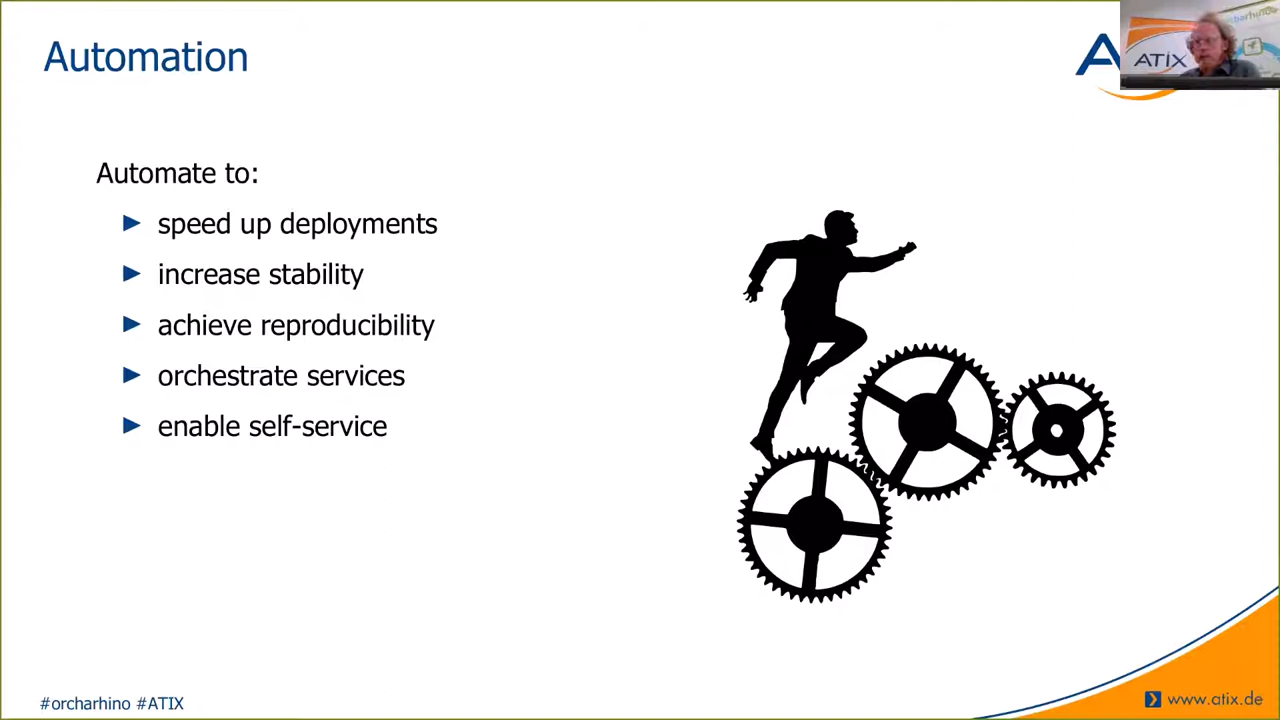 Automation
A
ATIX
Automate to:
speed up deployments
increase stability
achieve reproducibility
orchestrate services
enable self-service
#orcharhino #ATIX
www.atix.de